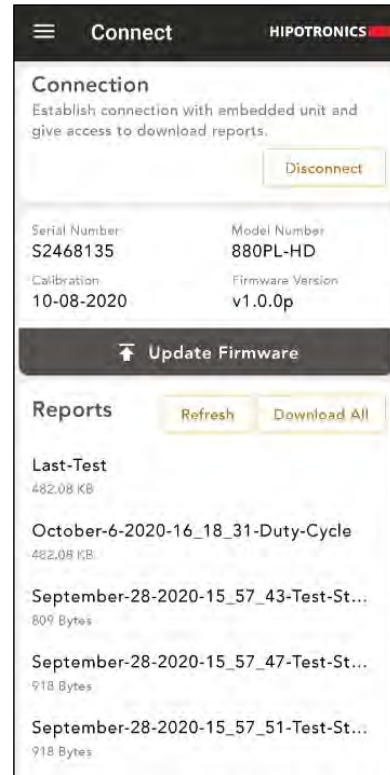 Connect
HIPOTRONICS
Connection
Establish connection with embedded unit and
give access to download reports.
Disconnect
Serial Number
S2468135
Model Number
880PL-HD
Calibration
10-08-2020
Firmware Version
v1.0.0p
Update Firmware
Reports
Refresh
Download All
Last-Test
482.08 KB
October-6-2020-16_18_31-Duty-Cycle
482.08 KB
September-28-2020-15_57_43-Test-St...
809 Bytes
September-28-2020-15_57_47-Test-St...
918 Bytes
September-28-2020-15_57_51-Test-St...
918 Bytes